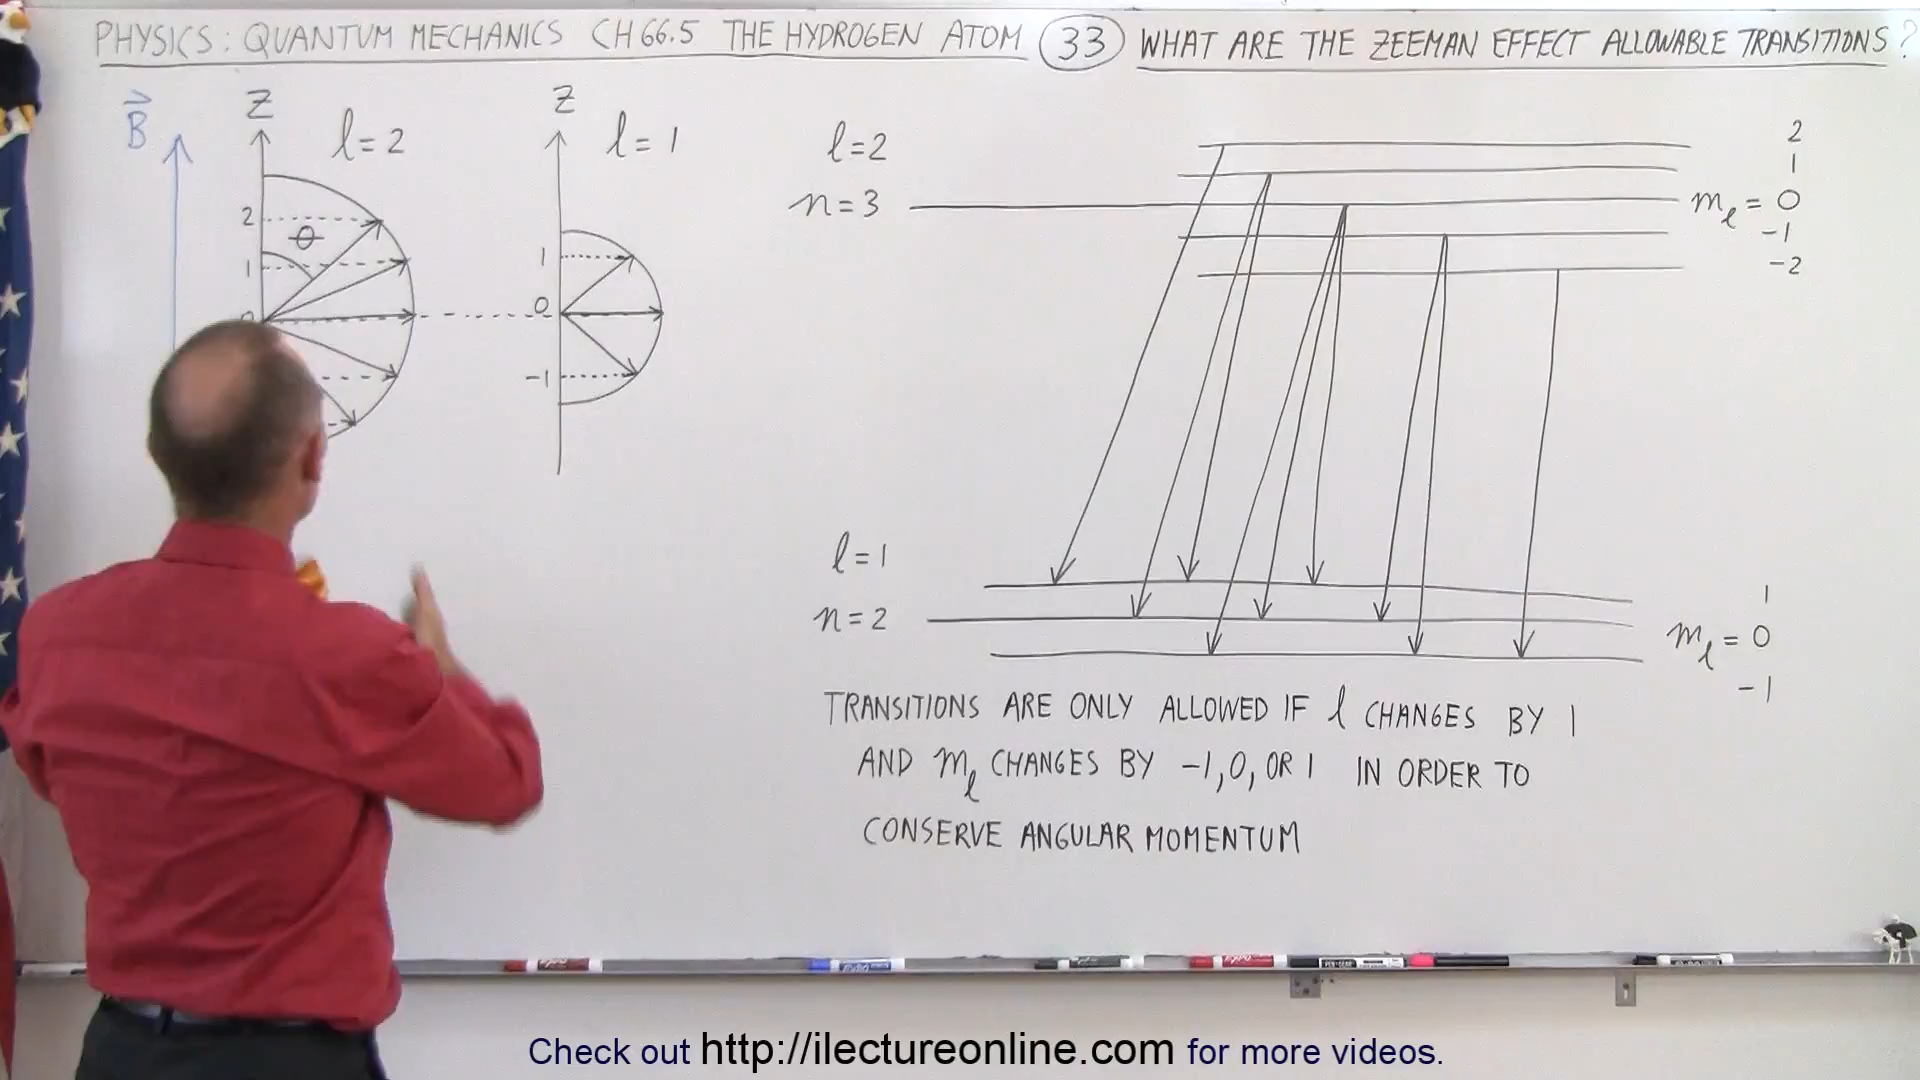 PHYSICS: QUANTUM MECHANICS CH 66.5 THE HYDROGEN ATOM 33 WHAT ARE THE ZEEMAN EFFECT ALLOWABLE TRANSITIONS?
B
Z
l=2
2
θ
1
Z
l=1
1
0
-1
l=2
n=3
2
1
mₗ = 0
-1
-2
l=1
n=2
1
mₗ = 0
-1
TRANSITIONS ARE ONLY ALLOWED IF l CHANGES BY 1
AND mₗ CHANGES BY -1, 0, OR 1 IN ORDER TO
CONSERVE ANGULAR MOMENTUM
Check out http://ilectureonline.com for more videos.